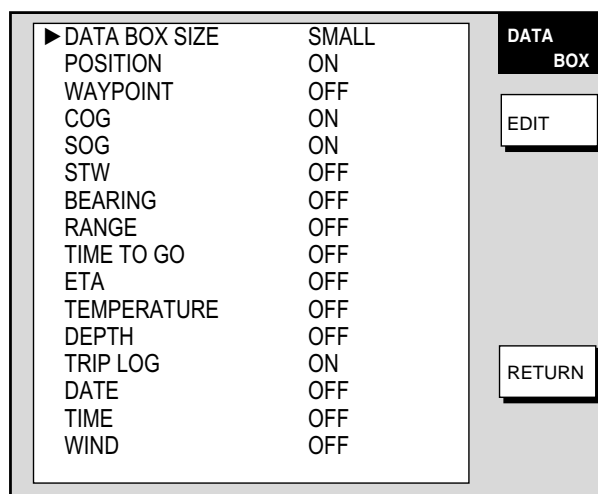 ▶DATA BOX SIZE SMALL
POSITION ON
WAYPOINT OFF
COG ON
SOG ON
STW OFF
BEARING OFF
RANGE OFF
TIME TO GO OFF
ETA OFF
TEMPERATURE OFF
DEPTH OFF
TRIP LOG ON
DATE OFF
TIME OFF
WIND OFF
DATA
BOX
EDIT
RETURN